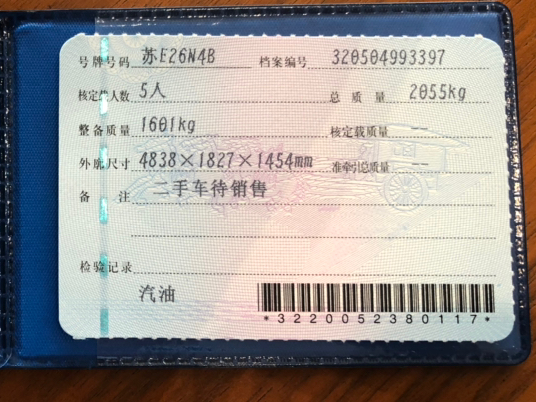 号牌号码 苏E26N4B 档案编号 320504993397
核定载人数 5人 总质量 2055kg
整备质量 1601kg 核定载质量 --
外廓尺寸 4838×1827×1454mm 准牵引总质量 --
备注 二手车待销售
检验记录
汽油
*3220052380117*